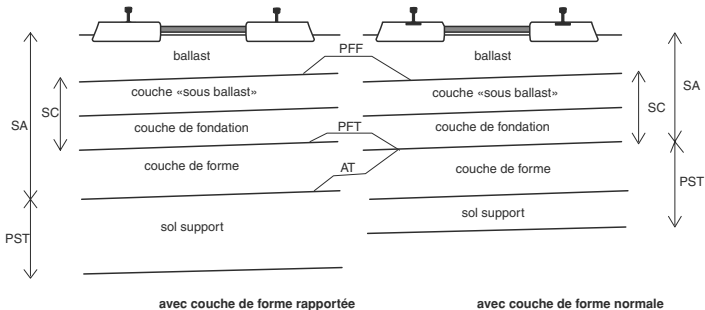 ballast
PFF
ballast
couche «sous ballast»
couche «sous ballast»
SC
SA
SA
SC
couche de fondation
PFT
couche de fondation
couche de forme
AT
couche de forme
PST
sol support
sol support
PST
avec couche de forme rapportée
avec couche de forme normale